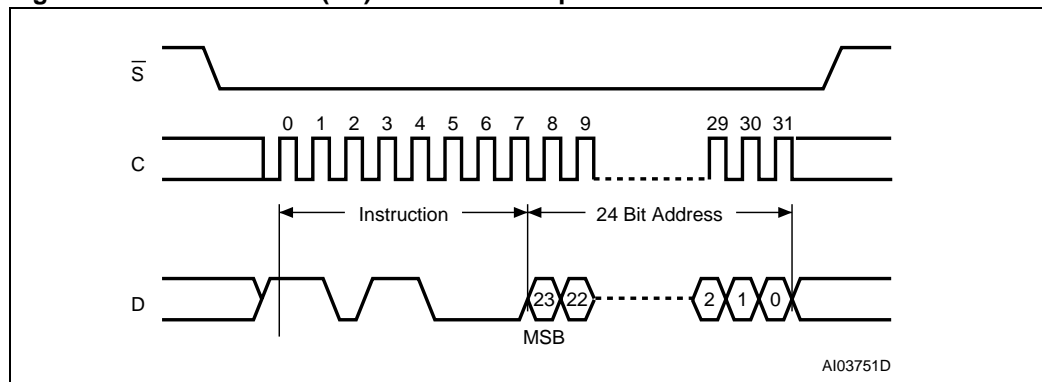 S
0 1 2 3 4 5 6 7 8 9 29 30 31
C
Instruction 24 Bit Address
D
23 22 2 1 0
MSB
AI03751D